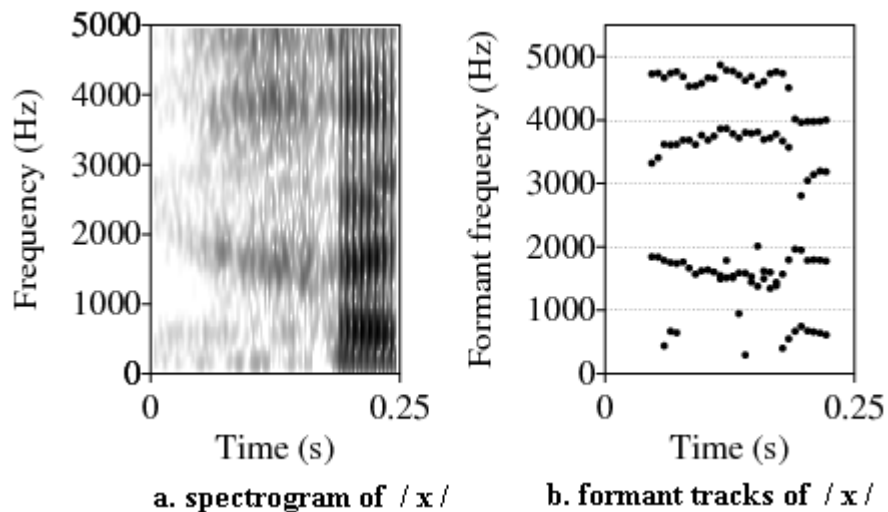 5000
4000
3000
2000
1000
0
Frequency (Hz)
0
0.25
Time (s)
a. spectrogram of / x /
5000
4000
3000
2000
1000
0
Formant frequency (Hz)
0
0.25
Time (s)
b. formant tracks of / x /